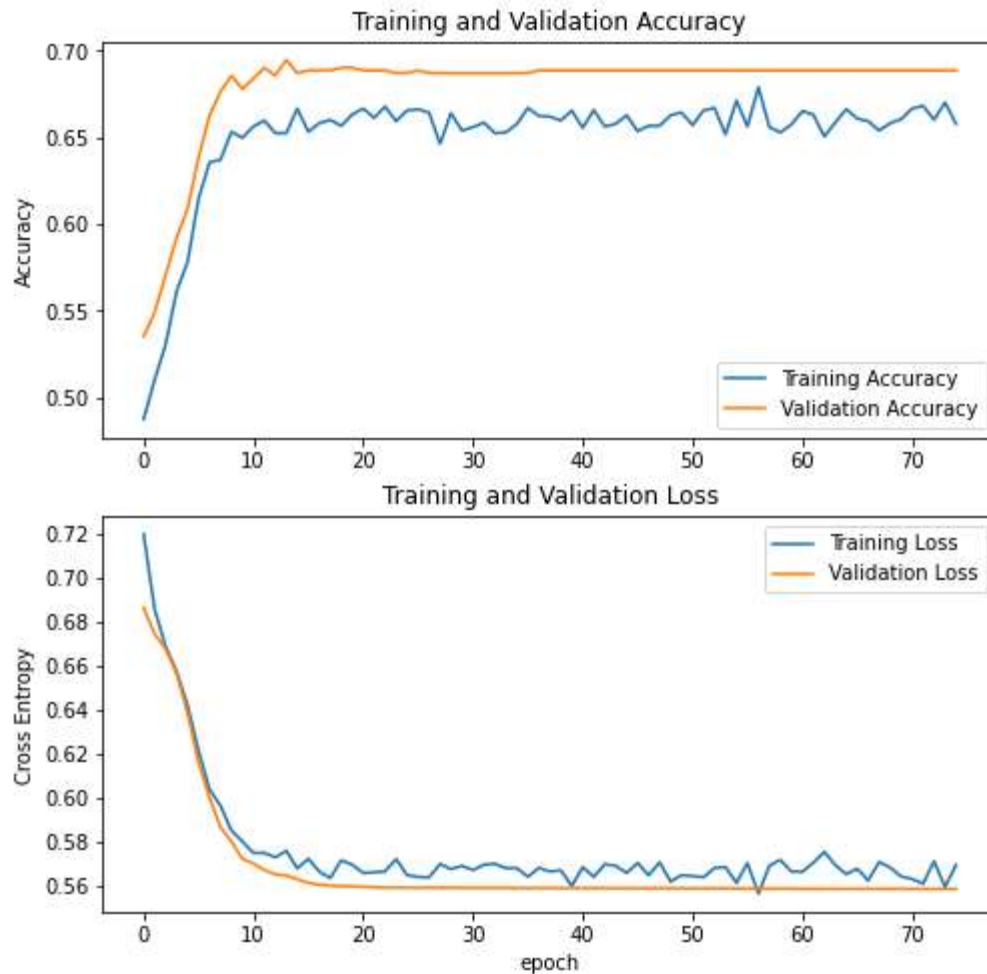 Training and Validation Accuracy
0.70
0.65
0.60
0.55
0.50
Accuracy
Training Accuracy
Validation Accuracy
0 10 20 30 40 50 60 70
Training and Validation Loss
0.72
0.70
0.68
0.66
0.64
0.62
0.60
0.58
0.56
Cross Entropy
Training Loss
Validation Loss
0 10 20 30 40 50 60 70
epoch